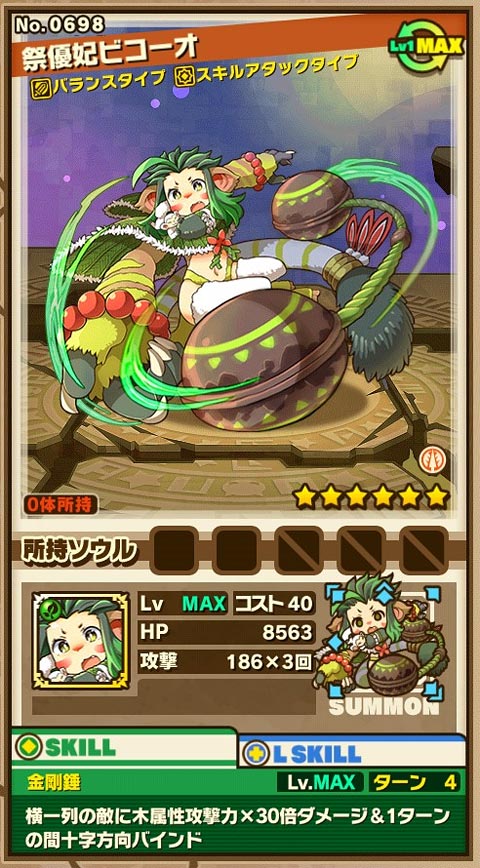 No.0698
祭優妃ビコーオ
Lv1 MAX
バランスタイプ スキルアタックタイプ
0体所持
所持ソウル
Lv MAX コスト 40
HP 8563
攻撃 186×3回
SUMMON
SKILL
L SKILL
金剛錘 Lv.MAX ターン 4
横一列の敵に木属性攻撃力×30倍ダメージ&1ターン
の間十字方向バインド